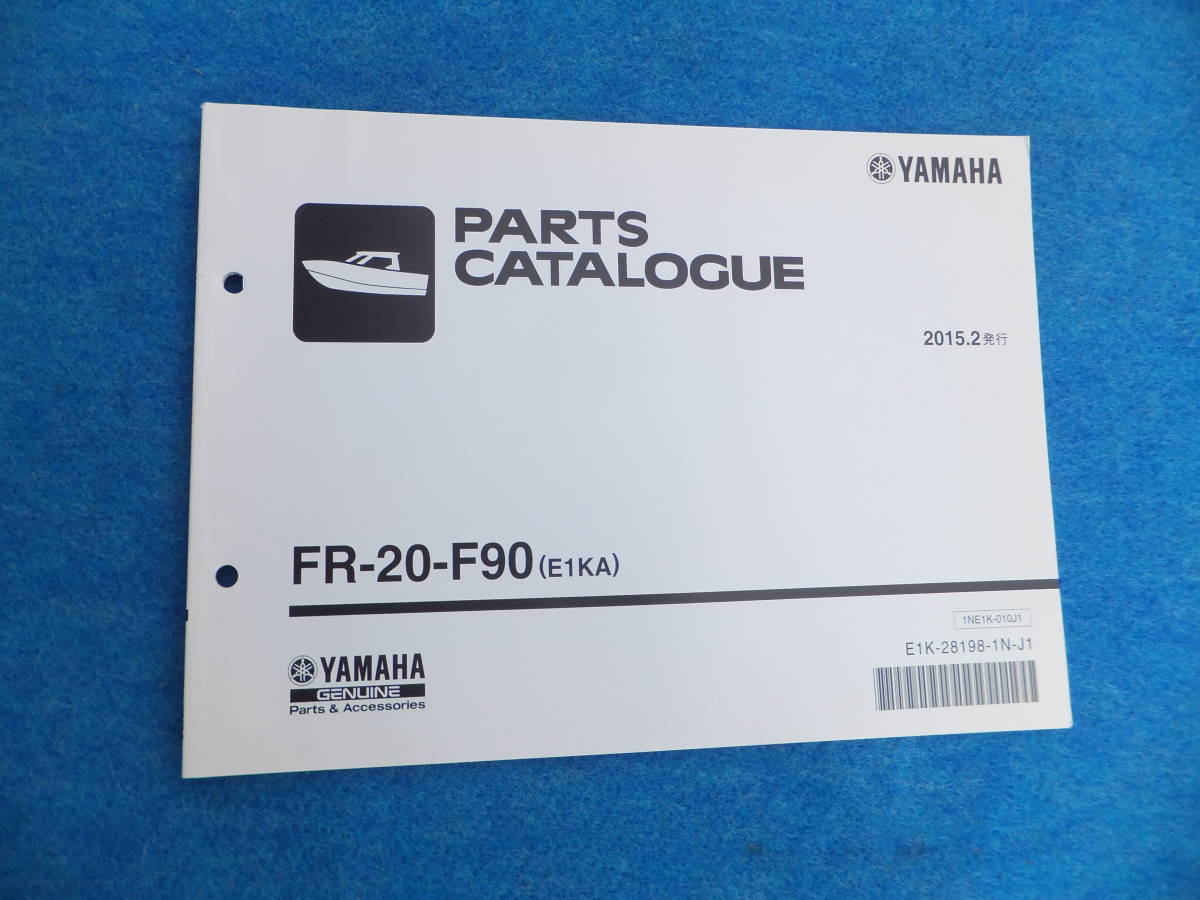 YAMAHA
PARTS
CATALOGUE
2015.2発行
FR-20-F90(E1KA)
1NE1K-010J1
E1K-28198-1N-J1
YAMAHA
GENUINE
Parts & Accessories